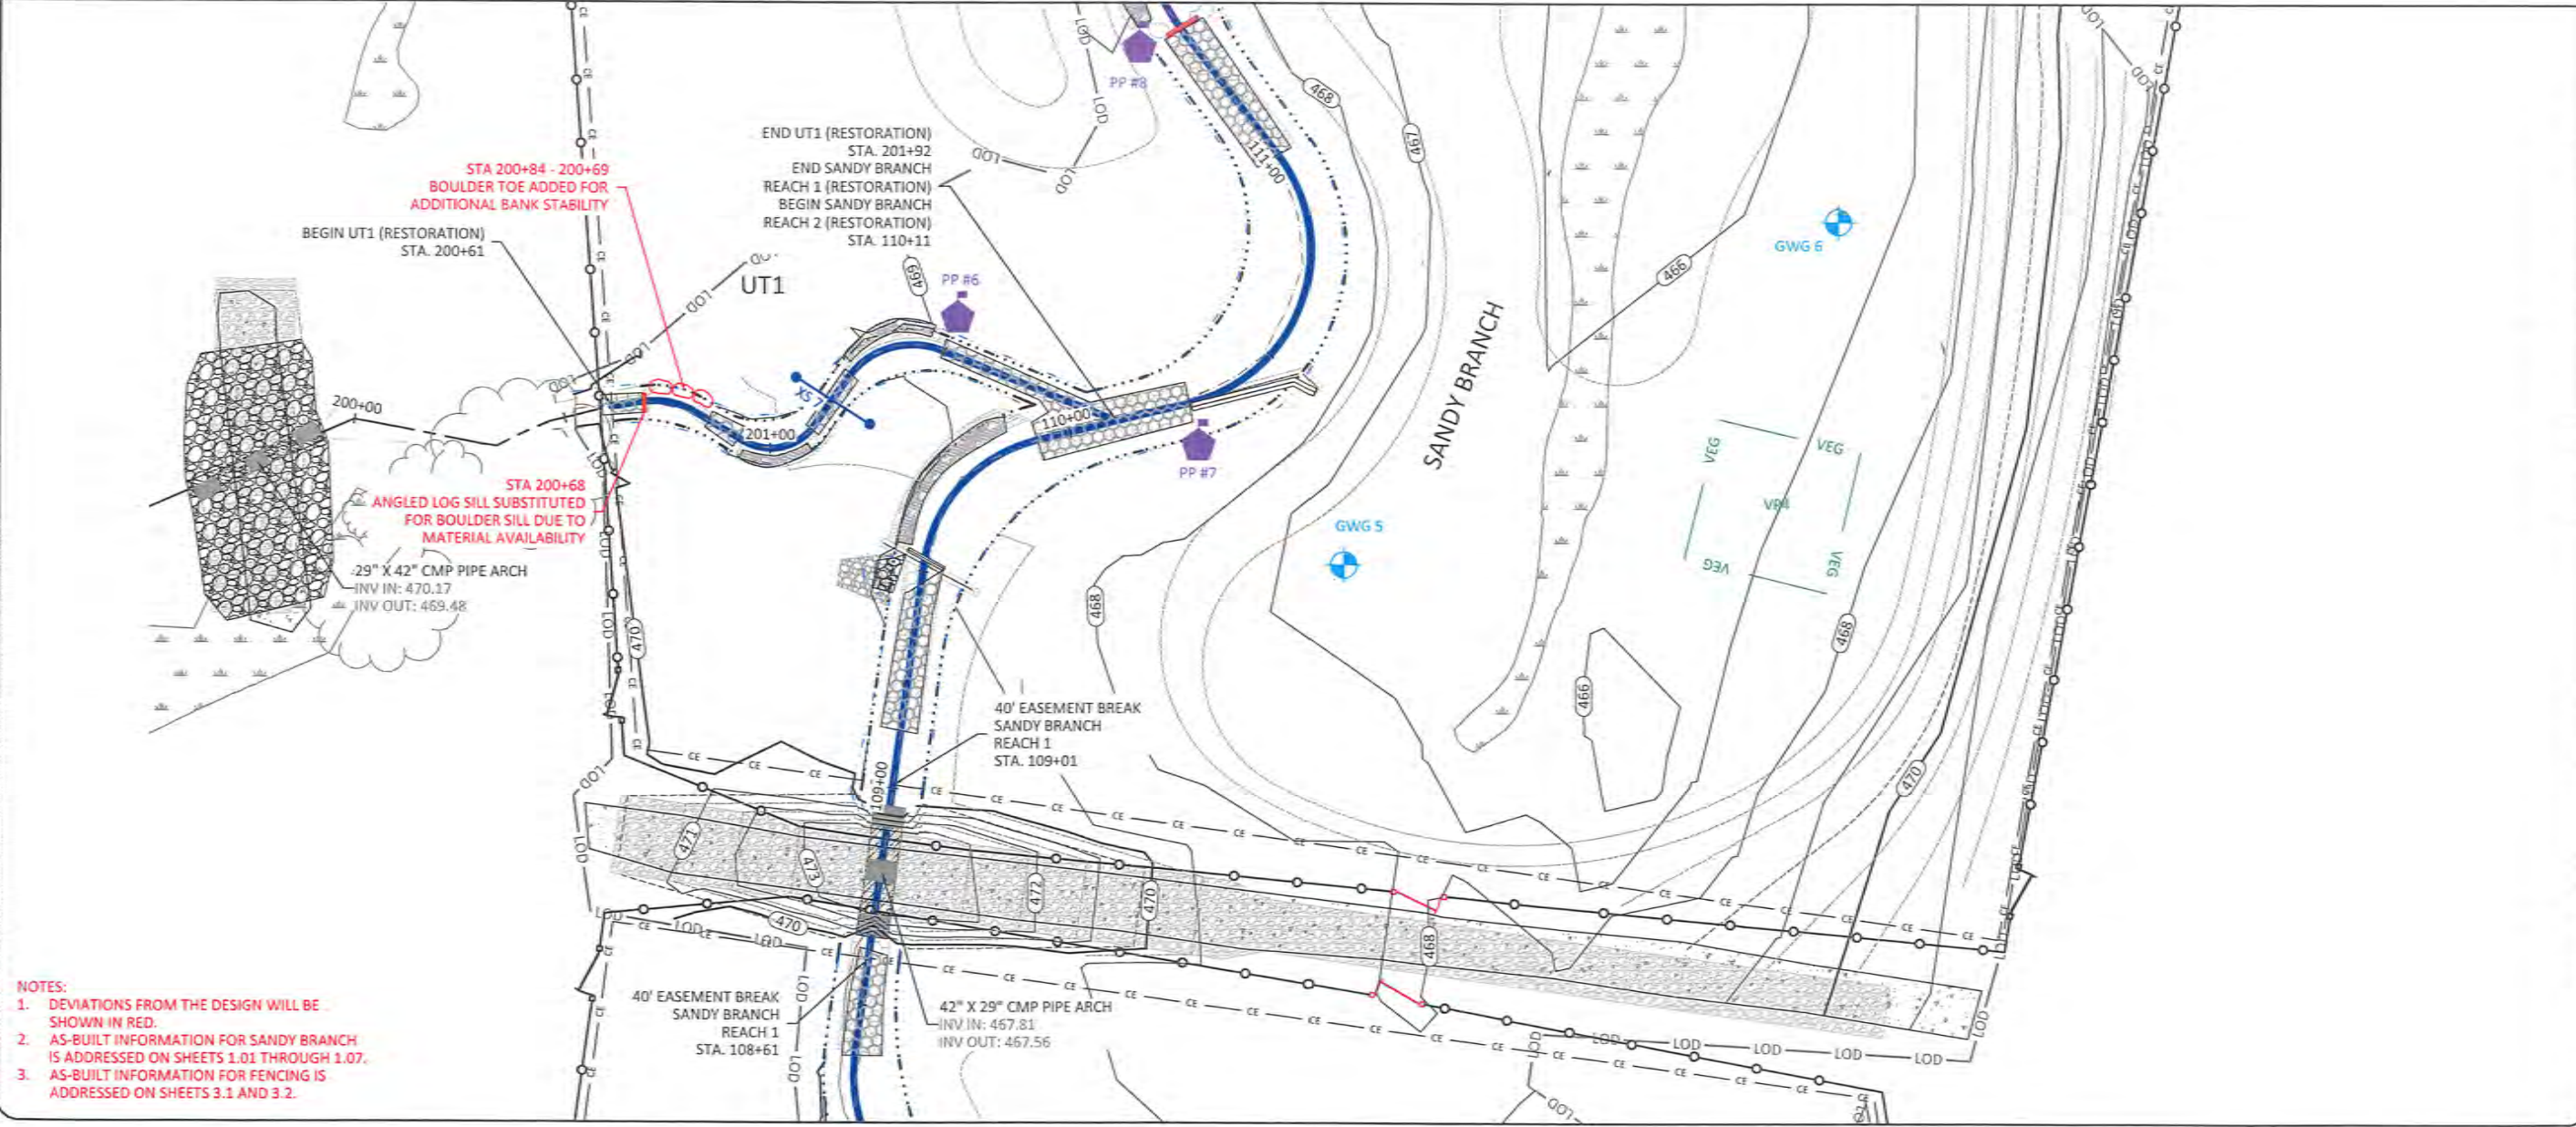 PP #8
468
467
111+00
END UT1 (RESTORATION)
STA. 201+92
END SANDY BRANCH
REACH 1 (RESTORATION)
BEGIN SANDY BRANCH
REACH 2 (RESTORATION)
STA. 110+11
STA 200+84 - 200+69
BOULDER TOE ADDED FOR
ADDITIONAL BANK STABILITY
BEGIN UT1 (RESTORATION)
STA. 200+61
UT1
469
PP #6
GWG 6
466
SANDY BRANCH
200+00
XS 7
201+00
110+00
PP #7
VEG
VEG
VP4
VEG
VEG
STA 200+68
ANGLED LOG SILL SUBSTITUTED
FOR BOULDER SILL DUE TO
MATERIAL AVAILABILITY
GWG 5
29" X 42" CMP PIPE ARCH
INV IN: 470.17
INV OUT: 469.48
470
468
468
466
40' EASEMENT BREAK
SANDY BRANCH
REACH 1
STA. 109+01
109+00
470
471
473
472
470
470
468
40' EASEMENT BREAK
SANDY BRANCH
REACH 1
STA. 108+61
42" X 29" CMP PIPE ARCH
INV IN: 467.81
INV OUT: 467.56
CE
LOD
NOTES:
1. DEVIATIONS FROM THE DESIGN WILL BE
SHOWN IN RED.
2. AS-BUILT INFORMATION FOR SANDY BRANCH
IS ADDRESSED ON SHEETS 1.01 THROUGH 1.07.
3. AS-BUILT INFORMATION FOR FENCING IS
ADDRESSED ON SHEETS 3.1 AND 3.2.